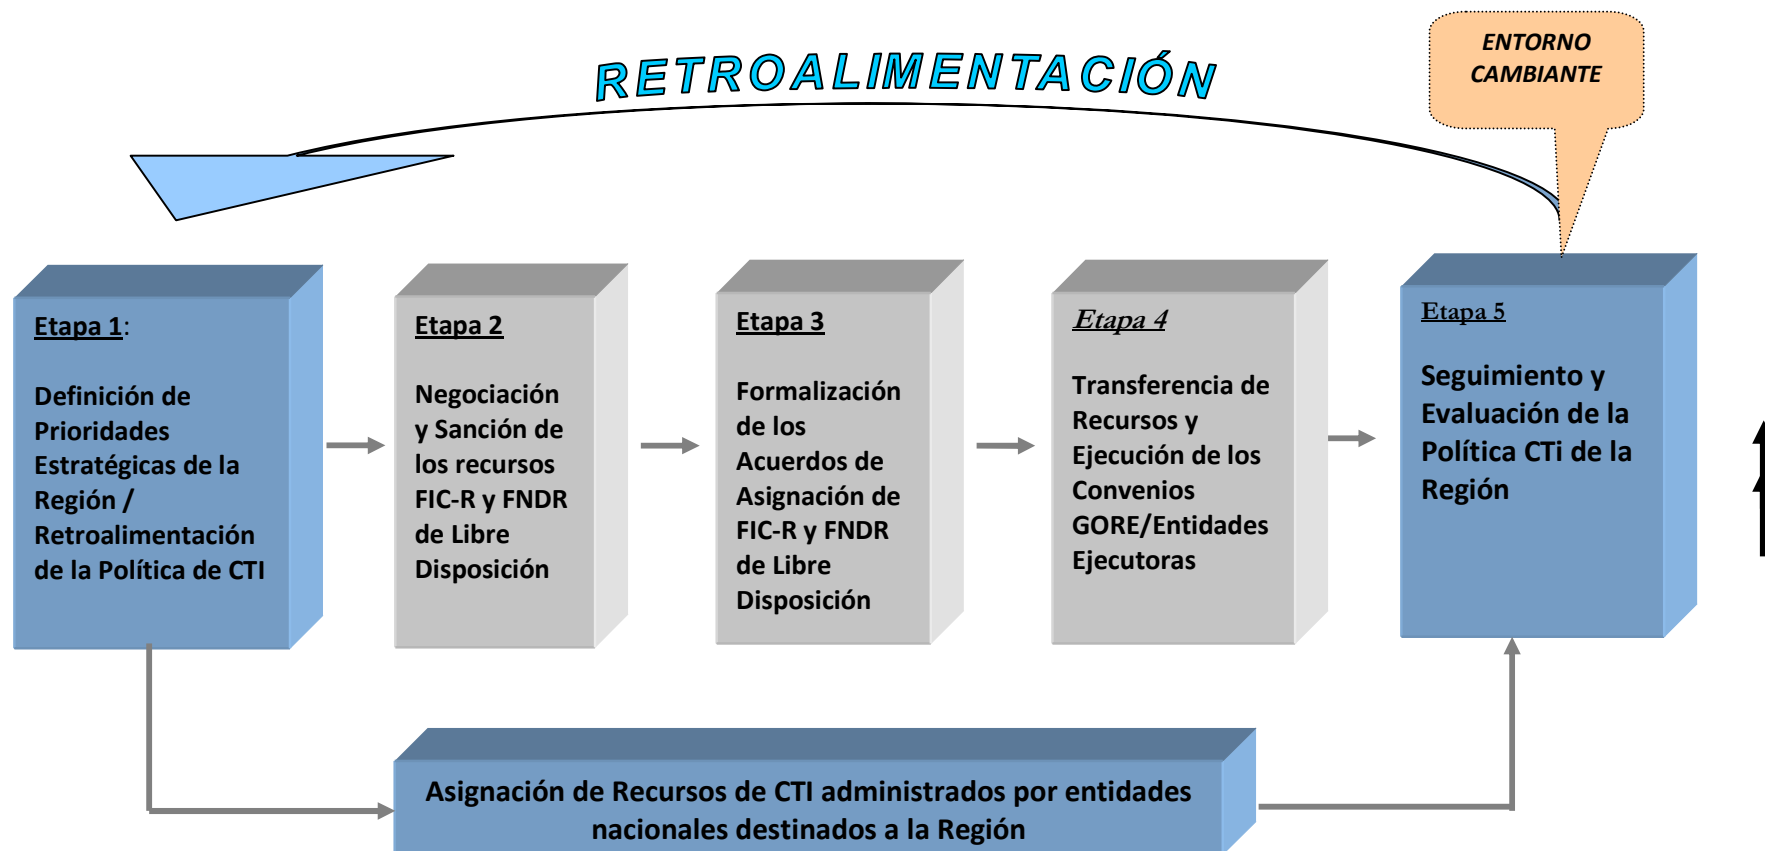 RETROALIMENTACIÓN
ENTORNO
CAMBIANTE
Etapa 1:
Definición de
Prioridades
Estratégicas de la
Región /
Retroalimentación
de la Política de CTI
Etapa 2
Negociación
y Sanción de
los recursos
FIC-R y FNDR
de Libre
Disposición
Etapa 3
Formalización
de los
Acuerdos de
Asignación de
FIC-R y FNDR
de Libre
Disposición
Etapa 4
Transferencia de
Recursos y
Ejecución de los
Convenios
GORE/Entidades
Ejecutoras
Etapa 5
Seguimiento y
Evaluación de la
Política CTi de la
Región
Asignación de Recursos de CTI administrados por entidades
nacionales destinados a la Región